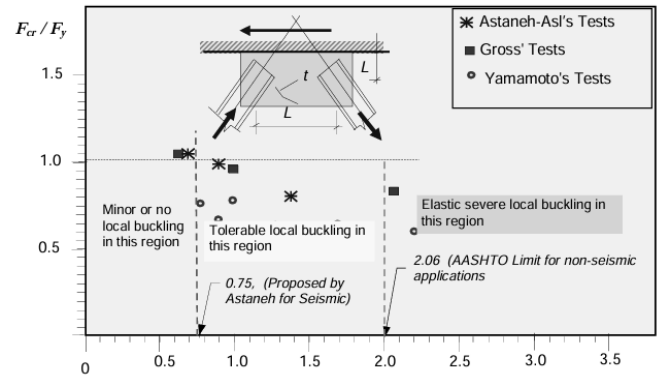 Fcr / Fy
Astaneh-Asl's Tests
Gross' Tests
Yamamoto's Tests
1.5
1.0
0.5
t
L
L
Minor or no
local buckling
in this region
Tolerable local buckling in
this region
Elastic severe local buckling in
this region
0.75, (Proposed by
Astaneh for Seismic)
2.06 (AASHTO Limit for non-seismic
applications
0
0.5
1.0
1.5
2.0
2.5
3.0
3.5